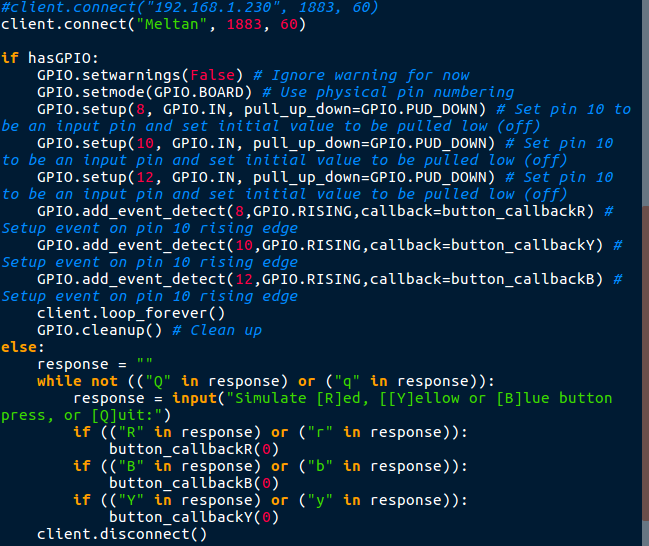 #client.connect("192.168.1.230", 1883, 60)
client.connect("Meltan", 1883, 60)

if hasGPIO:
    GPIO.setwarnings(False) # Ignore warning for now
    GPIO.setmode(GPIO.BOARD) # Use physical pin numbering
    GPIO.setup(8, GPIO.IN, pull_up_down=GPIO.PUD_DOWN) # Set pin 10 to
be an input pin and set initial value to be pulled low (off)
    GPIO.setup(10, GPIO.IN, pull_up_down=GPIO.PUD_DOWN) # Set pin 10
to be an input pin and set initial value to be pulled low (off)
    GPIO.setup(12, GPIO.IN, pull_up_down=GPIO.PUD_DOWN) # Set pin 10
to be an input pin and set initial value to be pulled low (off)
    GPIO.add_event_detect(8,GPIO.RISING,callback=button_callbackR) #
Setup event on pin 10 rising edge
    GPIO.add_event_detect(10,GPIO.RISING,callback=button_callbackY) #
Setup event on pin 10 rising edge
    GPIO.add_event_detect(12,GPIO.RISING,callback=button_callbackB) #
Setup event on pin 10 rising edge
    client.loop_forever()
    GPIO.cleanup() # Clean up
else:
    response = ""
    while not (("Q" in response) or ("q" in response)):
        response = input("Simulate [R]ed, [[Y]ellow or [B]lue button
press, or [Q]uit:")
        if (("R" in response) or ("r" in response)):
            button_callbackR(0)
        if (("B" in response) or ("b" in response)):
            button_callbackB(0)
        if (("Y" in response) or ("y" in response)):
            button_callbackY(0)
    client.disconnect()